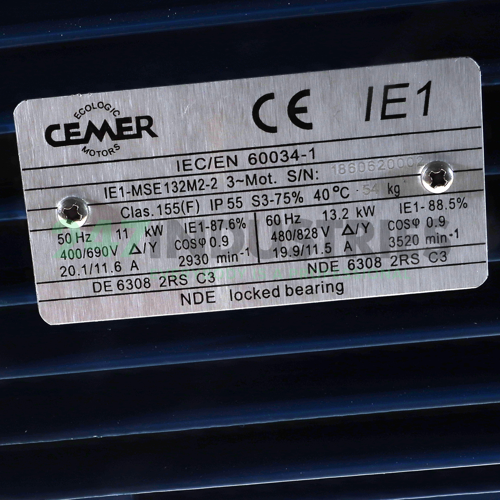 ECOLOGIC
CEMER
MOTORS
CE IE1
IEC/EN 60034-1
IE1-MSE132M2-2 3~Mot. S/N:
Clas.155(F) IP 55 S3-75% 40°C 54 kg
50 Hz 11 kW IE1-87.6% 60 Hz 13.2 kW IE1-88.5%
400/690V Δ/Y cosφ 0.9 480/828V Δ/Y cosφ 0.9
20.1/11.6 A 2930 min-1 19.9/11.5 A 3520 min-1
DE 6308 2RS C3 NDE 6308 2RS C3
NDE locked bearing